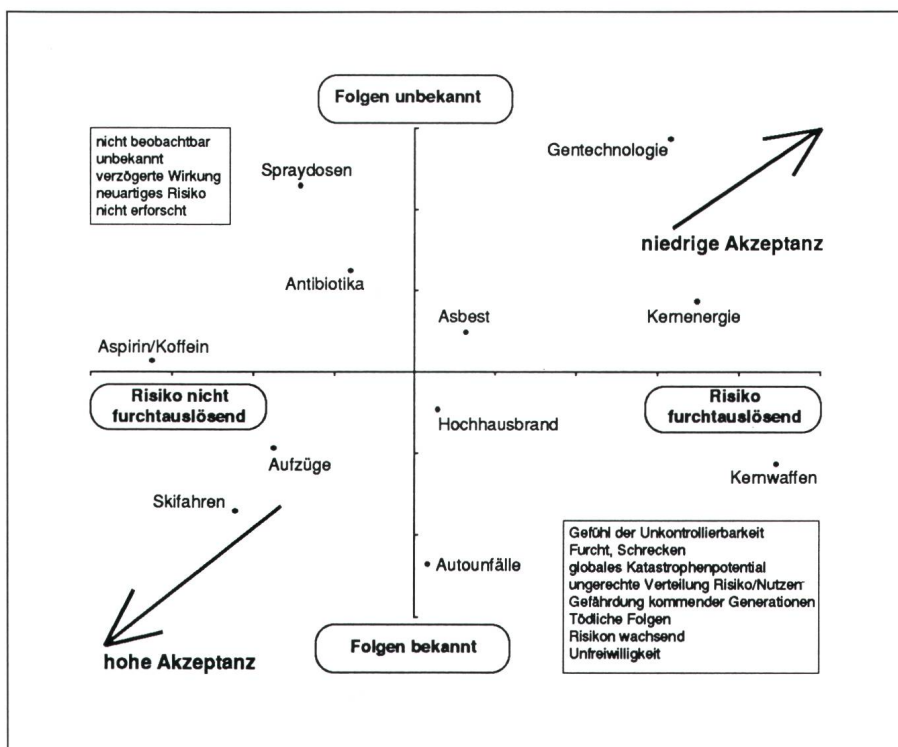 Folgen unbekannt
nicht beobachtbar
unbekannt
verzögerte Wirkung
neuartiges Risiko
nicht erforscht
Spraydosen
Gentechnologie
niedrige Akzeptanz
Antibiotika
Asbest
Kernenergie
Aspirin/Koffein
Risiko nicht
furchtauslösend
Risiko
furchtauslösend
Hochhausbrand
Aufzüge
Kernwaffen
Skifahren
Autounfälle
Gefühl der Unkontrollierbarkeit
Furcht, Schrecken
globales Katastrophenpotential
ungerechte Verteilung Risiko/Nutzen
Gefährdung kommender Generationen
Tödliche Folgen
Risikon wachsend
Unfreiwilligkeit
Folgen bekannt
hohe Akzeptanz